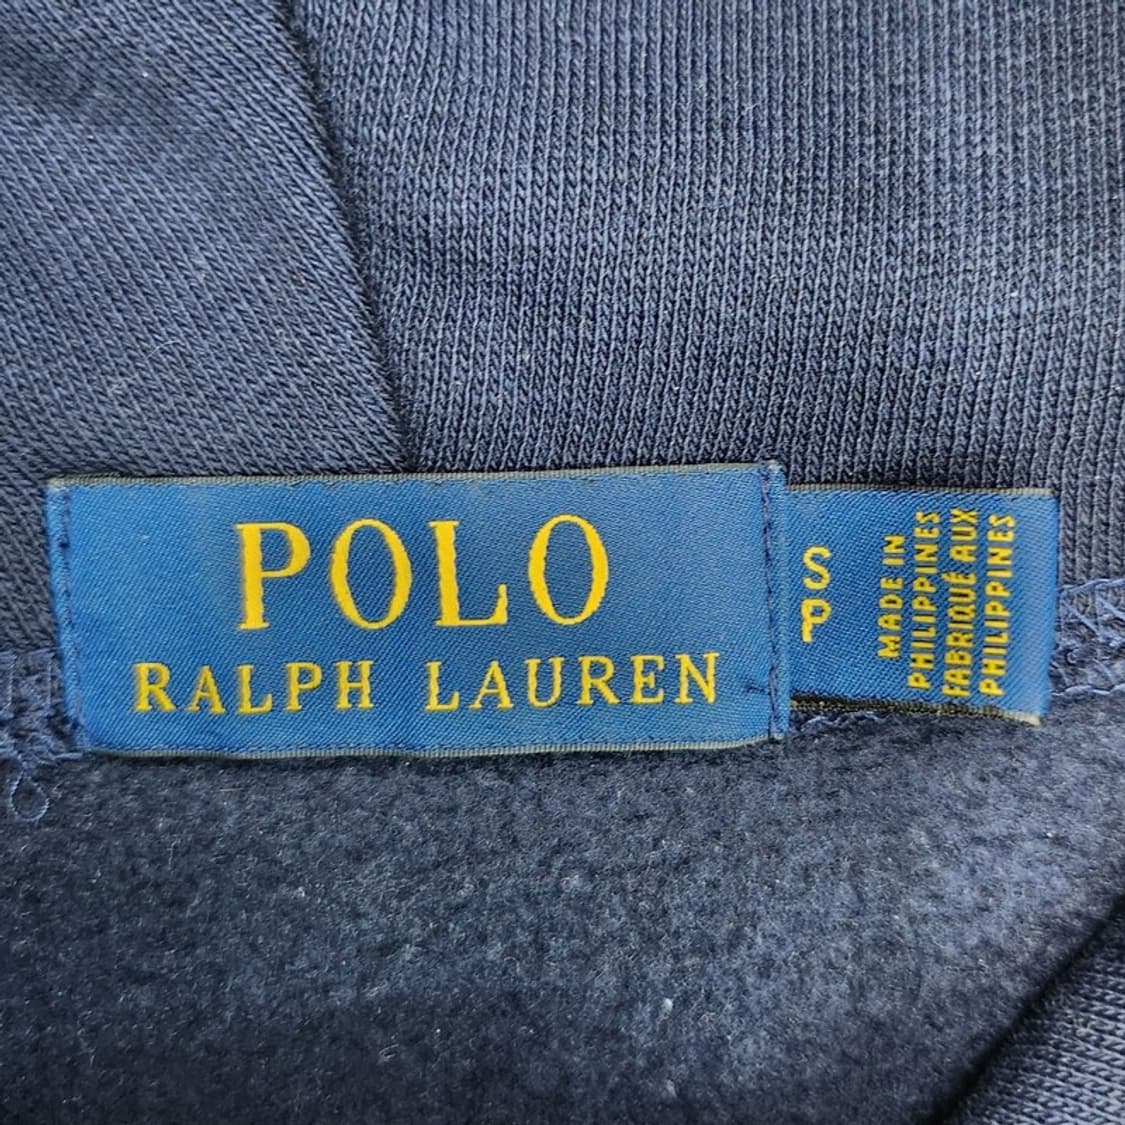 POLO
RALPH LAUREN
S
P
MADE IN
PHILIPPINES
FABRIQUÉ AUX
PHILIPPINES